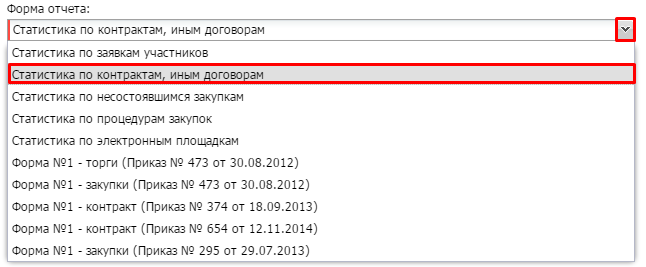 Форма отчета:
Статистика по контрактам, иным договорам
Статистика по заявкам участников
Статистика по контрактам, иным договорам
Статистика по несостоявшимся закупкам
Статистика по процедурам закупок
Статистика по электронным площадкам
Форма №1 - торги (Приказ № 473 от 30.08.2012)
Форма №1 - закупки (Приказ № 473 от 30.08.2012)
Форма №1 - контракт (Приказ № 374 от 18.09.2013)
Форма №1 - контракт (Приказ № 654 от 12.11.2014)
Форма №1 - закупки (Приказ № 295 от 29.07.2013)